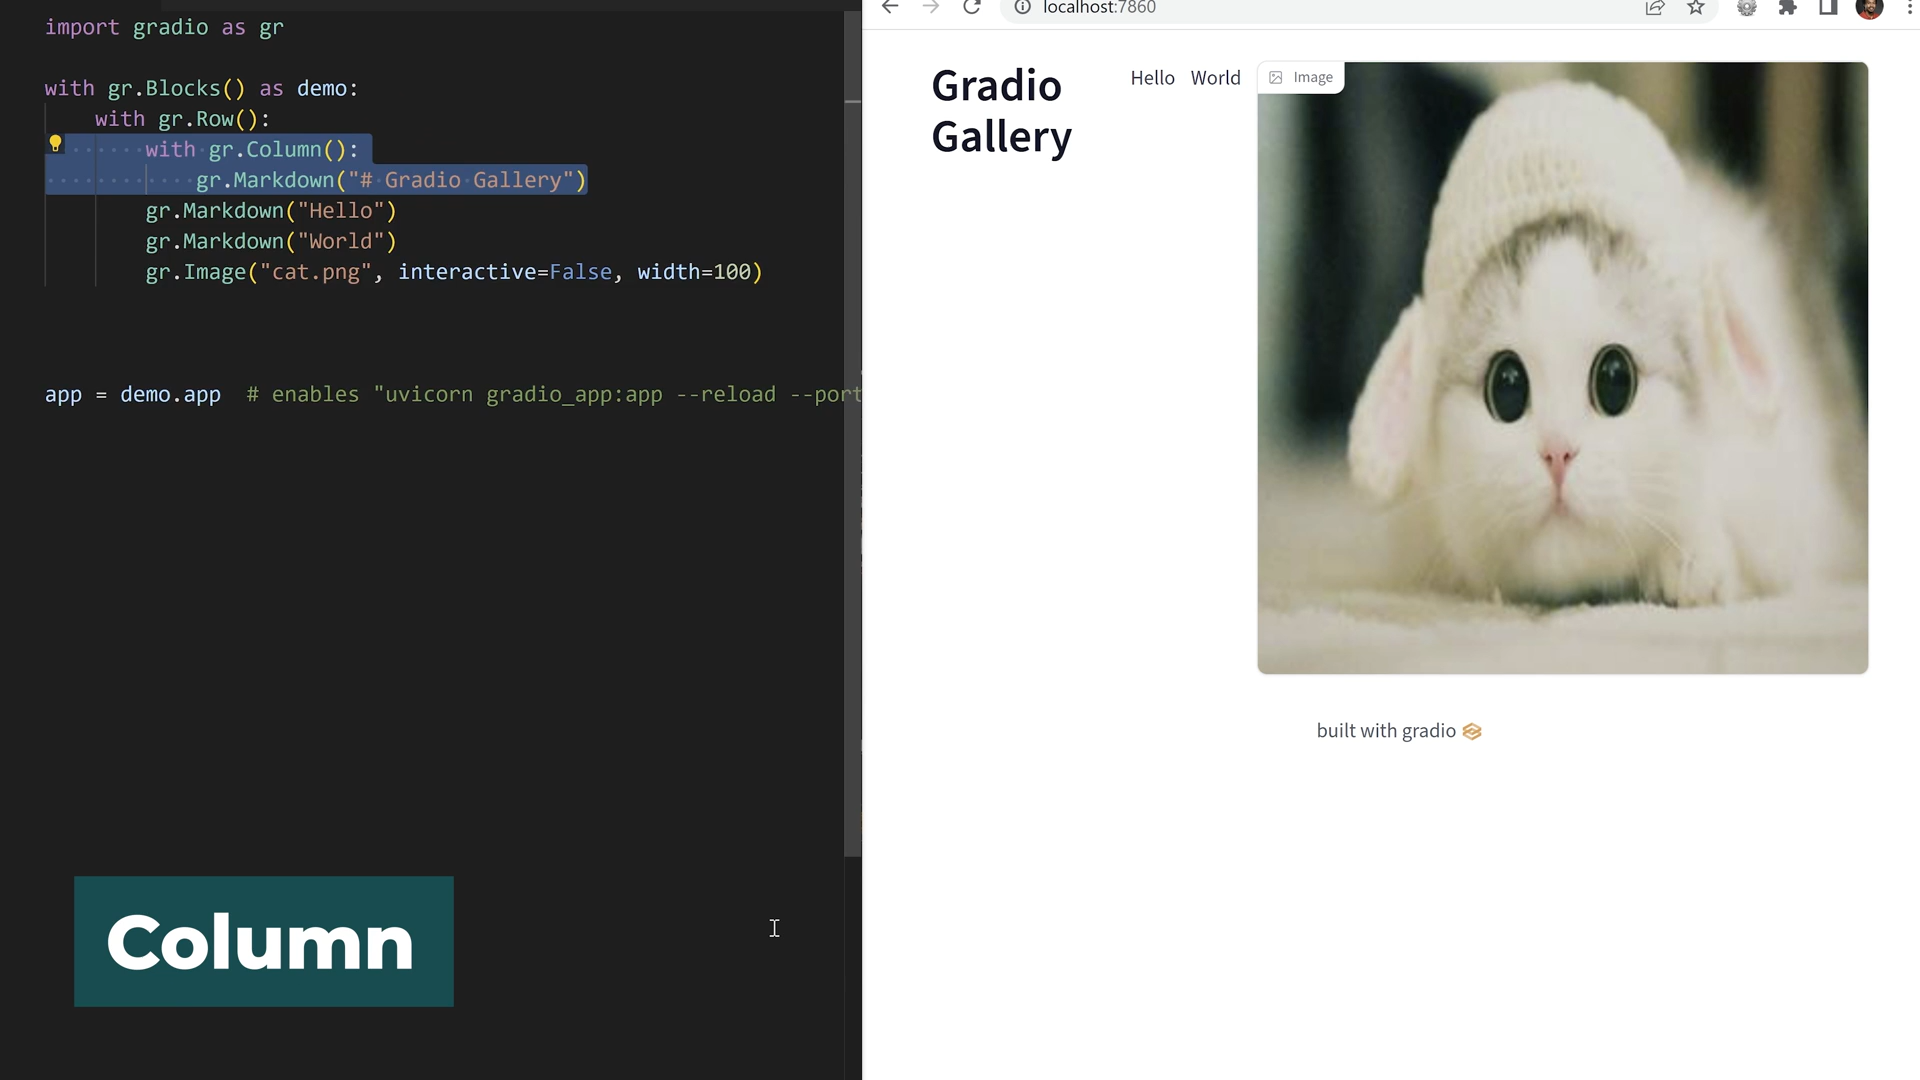 import gradio as gr
with gr.Blocks() as demo:
with gr.Row():
with gr.Column():
gr.Markdown("# Gradio Gallery")
gr.Markdown("Hello")
gr.Markdown("World")
gr.Image("cat.png", interactive=False, width=100)
app = demo.app  # enables "uvicorn gradio_app:app --reload --port
Column
localhost:7860
Gradio
Gallery
Hello
World
Image
built with gradio